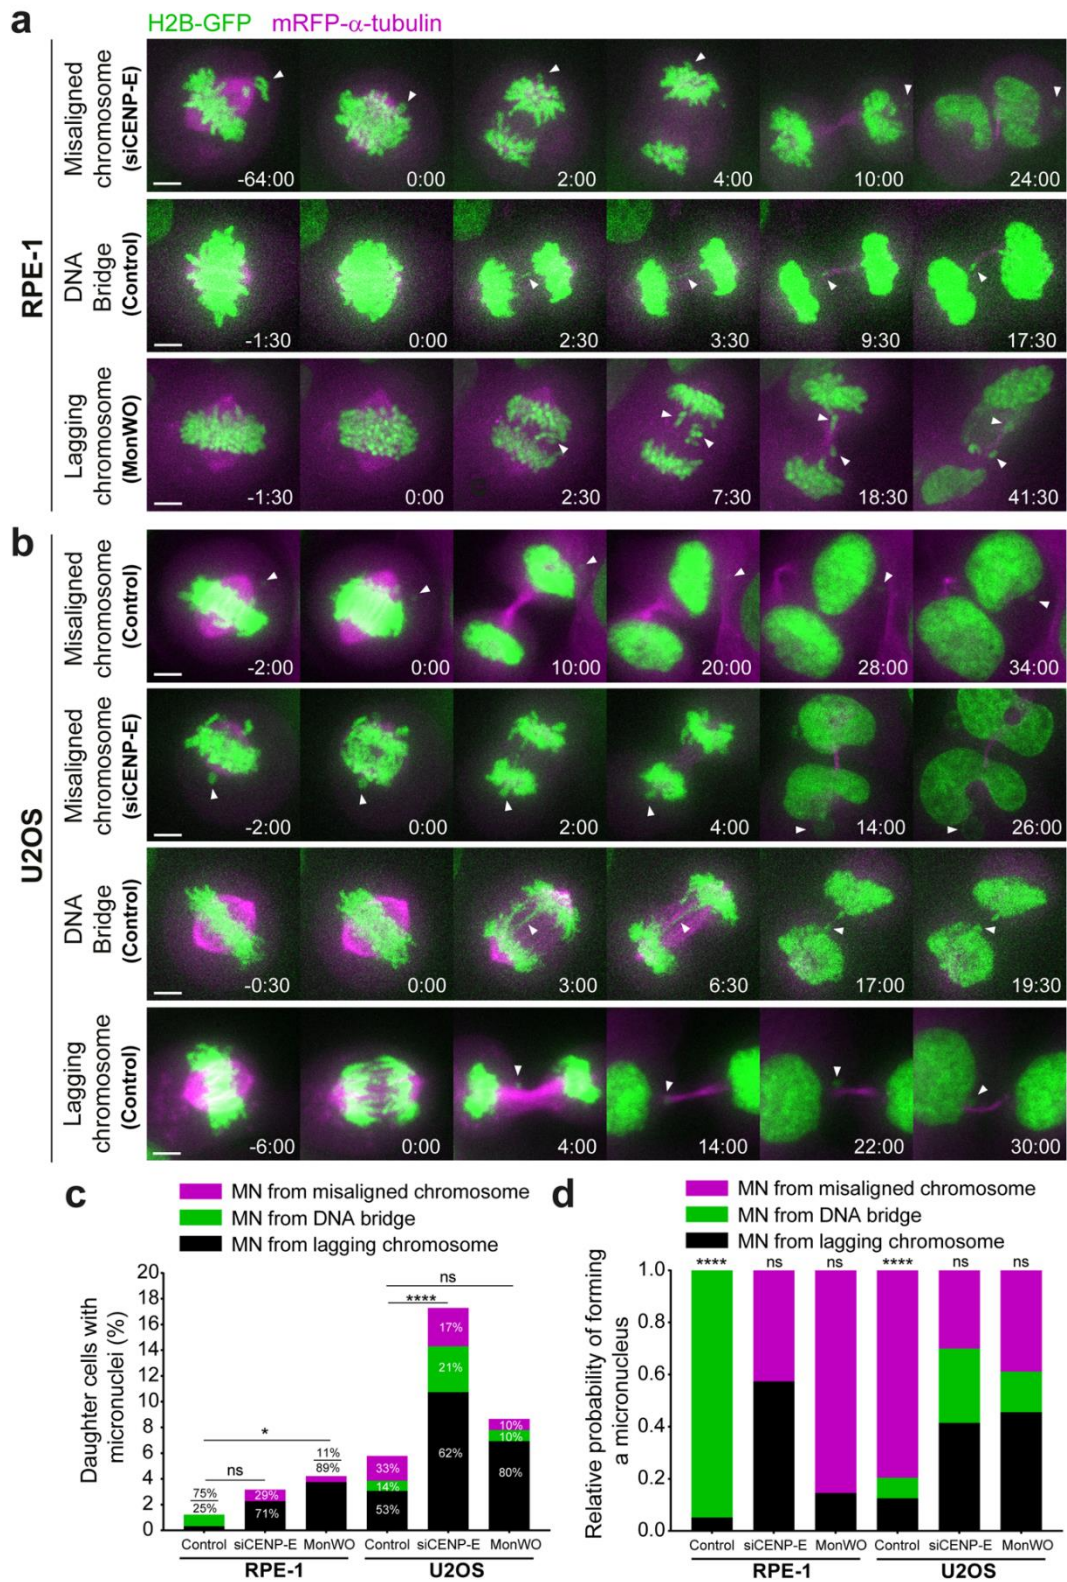 a
H2B-GFP mRFP-α-tubulin
RPE-1
Misaligned
chromosome
(siCENP-E)
-64:00 0:00 2:00 4:00 10:00 24:00
DNA
Bridge
(Control)
-1:30 0:00 2:30 3:30 9:30 17:30
Lagging
chromosome
(MonWO)
-1:30 0:00 2:30 7:30 18:30 41:30
b
U2OS
Misaligned
chromosome
(Control)
-2:00 0:00 10:00 20:00 28:00 34:00
Misaligned
chromosome
(siCENP-E)
-2:00 0:00 2:00 4:00 14:00 26:00
DNA
Bridge
(Control)
-0:30 0:00 3:00 6:30 17:00 19:30
Lagging
chromosome
(Control)
-6:00 0:00 4:00 14:00 22:00 30:00
c
MN from misaligned chromosome
MN from DNA bridge
MN from lagging chromosome
Daughter cells with
micronuclei (%)
20
18
16
14
12
10
8
6
4
2
0
ns
****
*
ns
75%
25%
29%
71%
11%
89%
33%
14%
53%
17%
21%
62%
10%
10%
80%
Control siCENP-E MonWO Control siCENP-E MonWO
RPE-1 U2OS
d
MN from misaligned chromosome
MN from DNA bridge
MN from lagging chromosome
Relative probability of forming
a micronucleus
**** ns ns **** ns ns
1.0
0.8
0.6
0.4
0.2
0.0
Control siCENP-E MonWO Control siCENP-E MonWO
RPE-1 U2OS